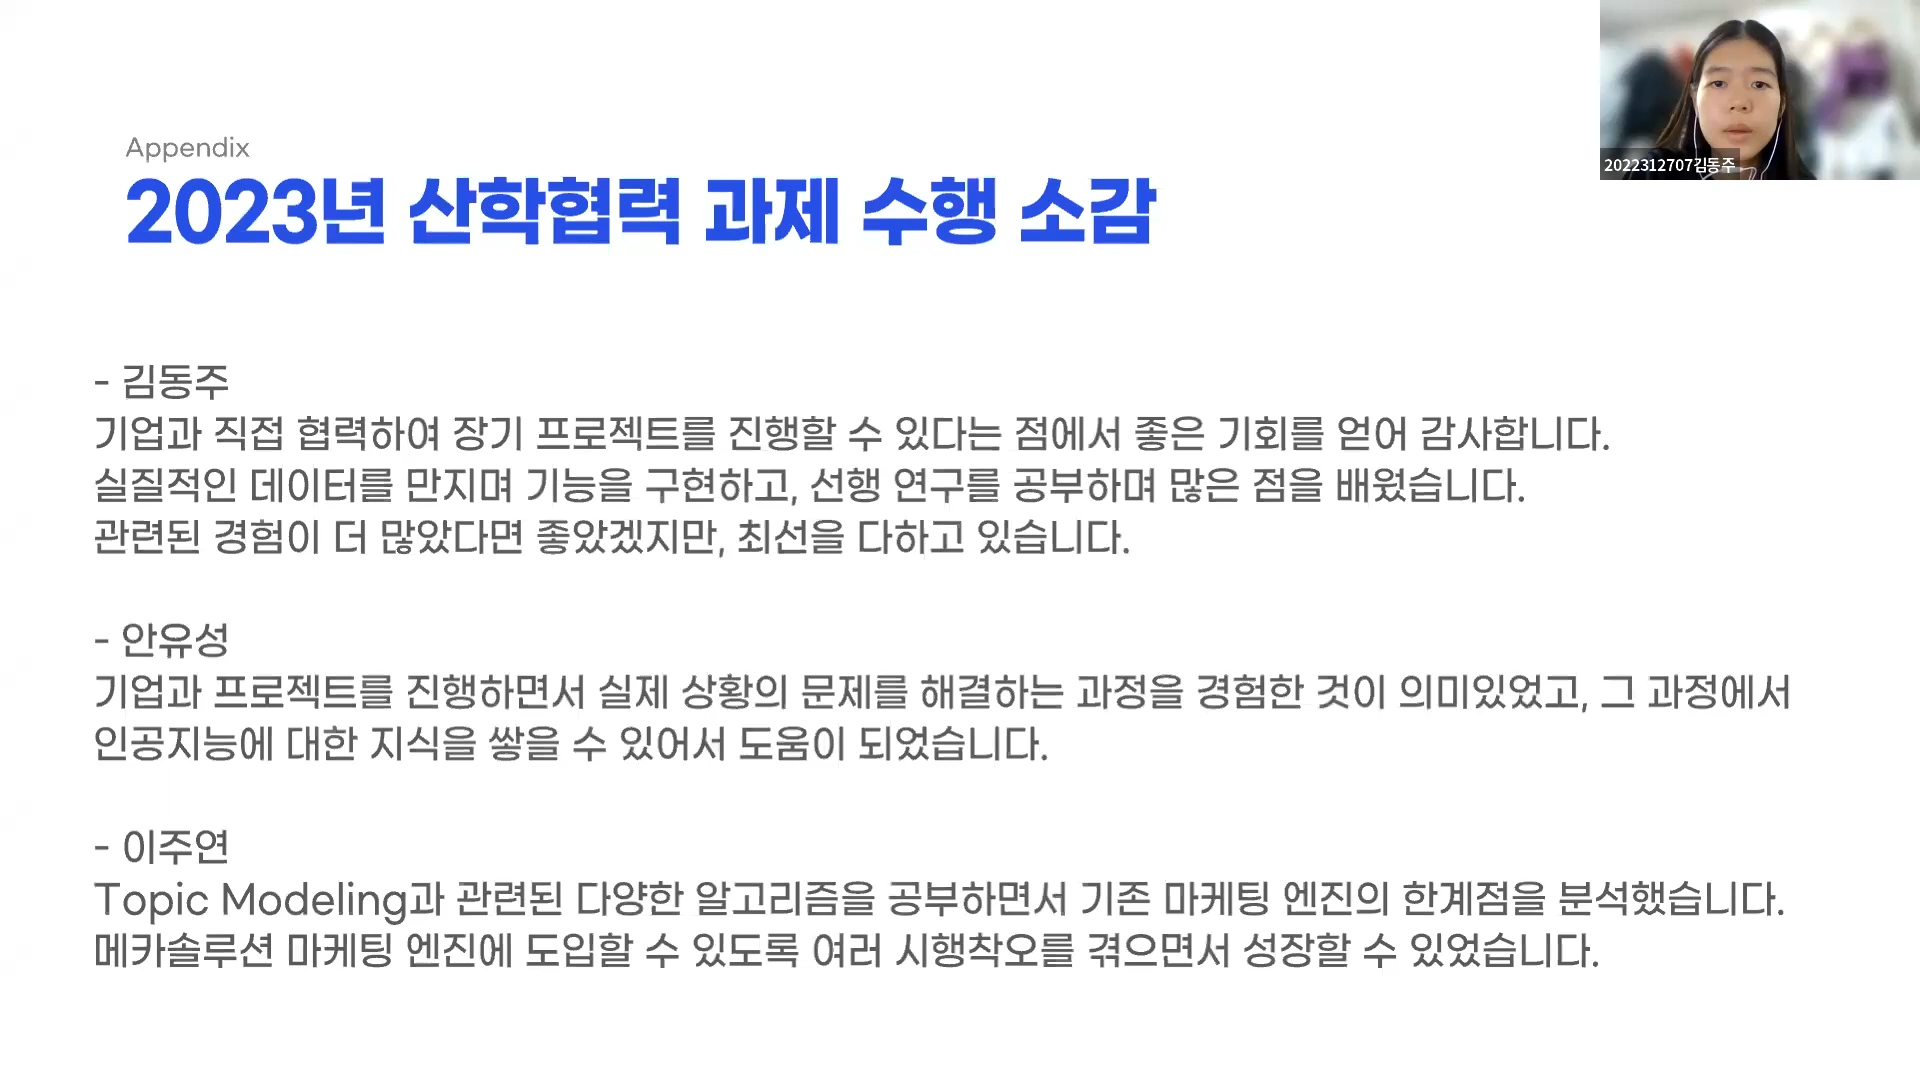 Appendix
2023년 산학협력 과제 수행 소감
2022312707김동주
- 김동주
기업과 직접 협력하여 장기 프로젝트를 진행할 수 있다는 점에서 좋은 기회를 얻어 감사합니다.
실질적인 데이터를 만지며 기능을 구현하고, 선행 연구를 공부하며 많은 점을 배웠습니다.
관련된 경험이 더 많았다면 좋았겠지만, 최선을 다하고 있습니다.
- 안유성
기업과 프로젝트를 진행하면서 실제 상황의 문제를 해결하는 과정을 경험한 것이 의미있었고, 그 과정에서
인공지능에 대한 지식을 쌓을 수 있어서 도움이 되었습니다.
- 이주연
Topic Modeling과 관련된 다양한 알고리즘을 공부하면서 기존 마케팅 엔진의 한계점을 분석했습니다.
메카솔루션 마케팅 엔진에 도입할 수 있도록 여러 시행착오를 겪으면서 성장할 수 있었습니다.